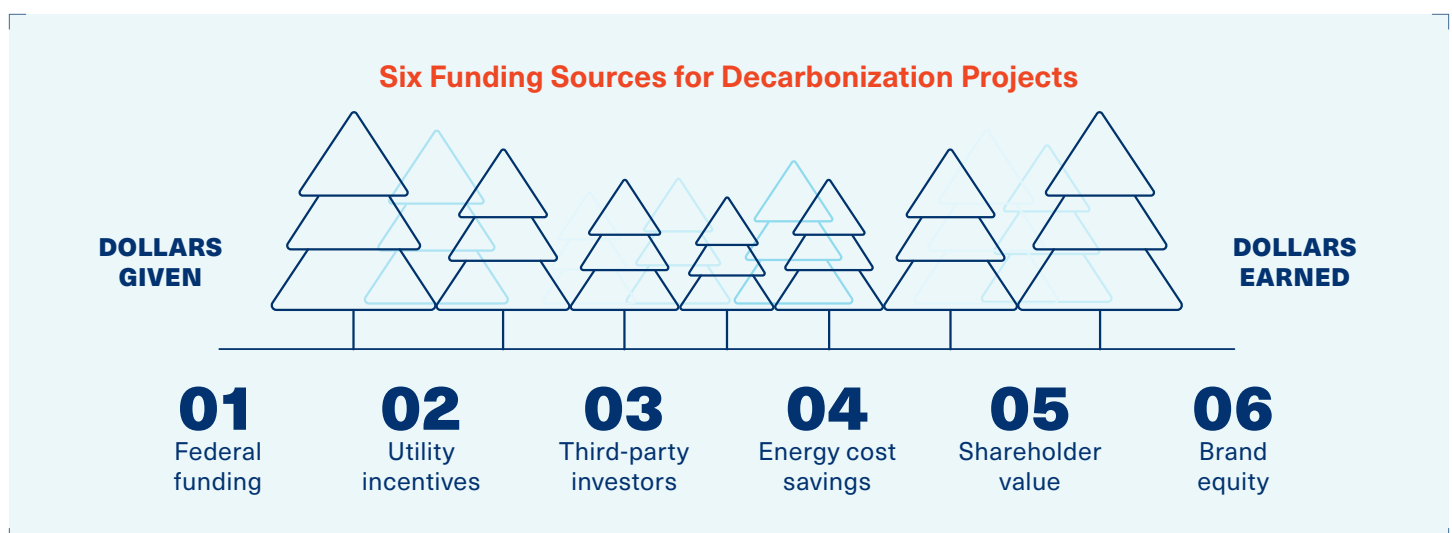 Six Funding Sources for Decarbonization Projects
DOLLARS
GIVEN
DOLLARS
EARNED
01
Federal
funding
02
Utility
incentives
03
Third-party
investors
04
Energy cost
savings
05
Shareholder
value
06
Brand
equity